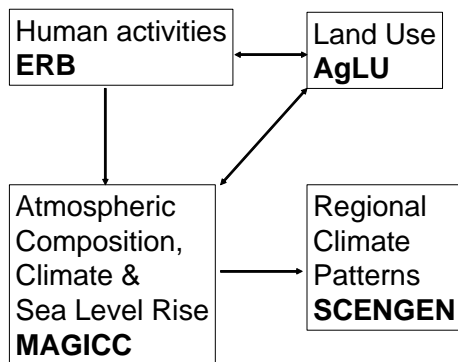 Human activities
ERB
Land Use
AgLU
Atmospheric
Composition,
Climate &
Sea Level Rise
MAGICC
Regional
Climate
Patterns
SCENGEN